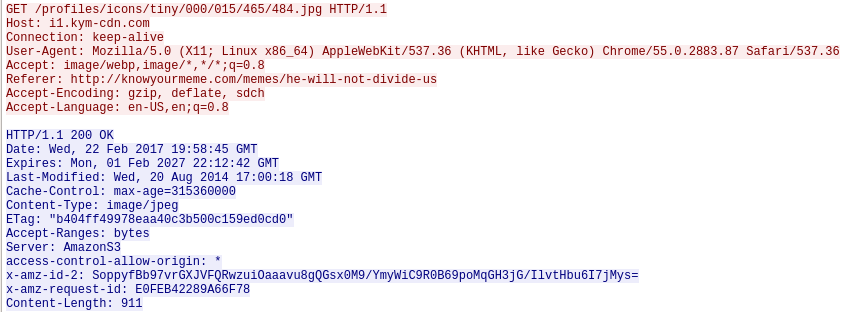 GET /profiles/icons/tiny/000/015/465/484.jpg HTTP/1.1
Host: i1.kym-cdn.com
Connection: keep-alive
User-Agent: Mozilla/5.0 (X11; Linux x86_64) AppleWebKit/537.36 (KHTML, like Gecko) Chrome/55.0.2883.87 Safari/537.36
Accept: image/webp,image/*,*/*;q=0.8
Referer: http://knowyourmeme.com/memes/he-will-not-divide-us
Accept-Encoding: gzip, deflate, sdch
Accept-Language: en-US,en;q=0.8
HTTP/1.1 200 OK
Date: Wed, 22 Feb 2017 19:58:45 GMT
Expires: Mon, 01 Feb 2027 22:12:42 GMT
Last-Modified: Wed, 20 Aug 2014 17:00:18 GMT
Cache-Control: max-age=315360000
Content-Type: image/jpeg
ETag: "b404ff49978eaa40c3b500c159ed0cd0"
Accept-Ranges: bytes
Server: AmazonS3
access-control-allow-origin: *
x-amz-id-2: SoppyfBb97vrGXJVFQRwzuiOaaavu8gQGsx0M9/YmyWiC9R0B69poMqGH3jG/IlvtHbu6I7jMys=
x-amz-request-id: E0FEB42289A66F78
Content-Length: 911